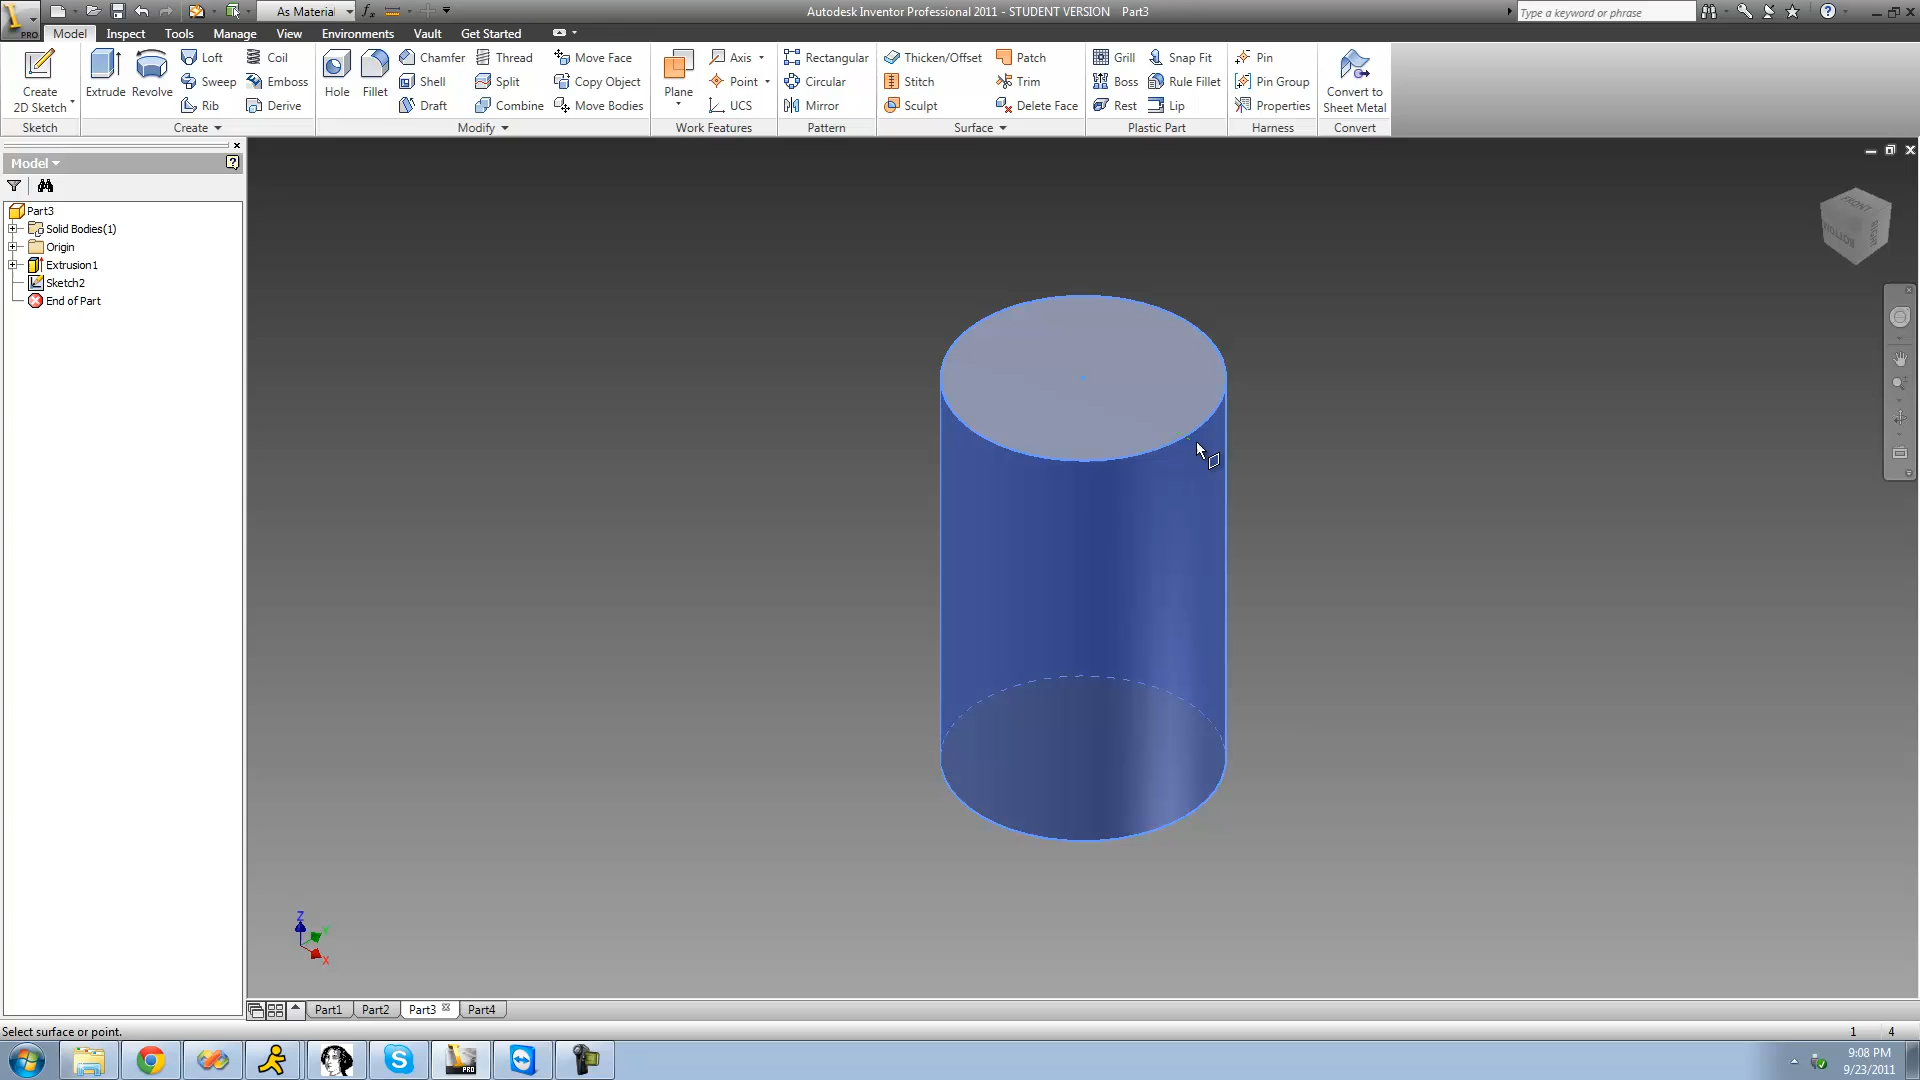 As Material
Autodesk Inventor Professional 2011 - STUDENT VERSION Part3
Type a keyword or phrase
PRO
Model Inspect Tools Manage View Environments Vault Get Started
Create 2D Sketch
Extrude
Revolve
Loft
Sweep
Rib
Coil
Emboss
Derive
Hole
Fillet
Chamfer
Shell
Draft
Thread
Split
Combine
Move Face
Copy Object
Move Bodies
Plane
Axis
Point
UCS
Rectangular
Circular
Mirror
Thicken/Offset
Stitch
Sculpt
Patch
Trim
Delete Face
Grill
Boss
Rest
Snap Fit
Rule Fillet
Lip
Pin
Pin Group
Properties
Convert to Sheet Metal
Sketch Create Modify Work Features Pattern Surface Plastic Part Harness Convert
Model
Part3
Solid Bodies(1)
Origin
Extrusion1
Sketch2
End of Part
FRONT
RIGHT
BOTTOM
Z
Y
X
Part1 Part2 Part3 Part4
Select surface or point.
1 4
PRO
9:08 PM
9/23/2011